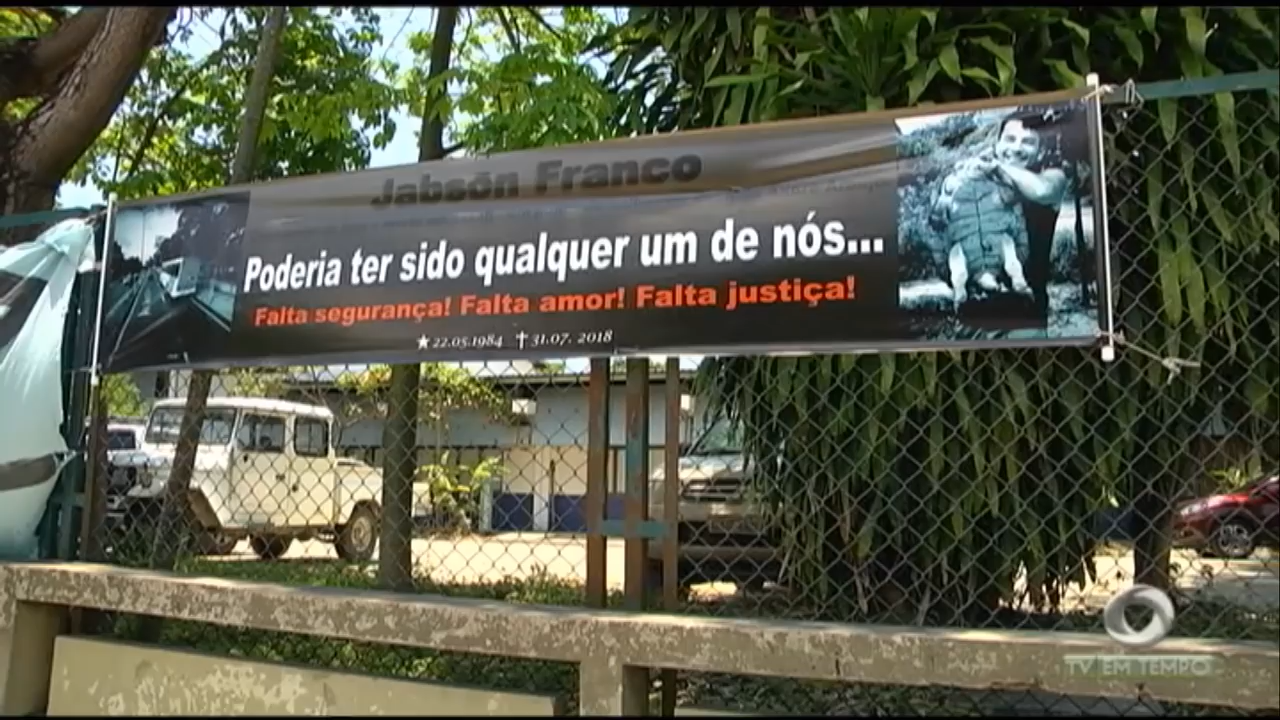 Jabsón Franco
Poderia ter sido qualquer um de nós...
Falta segurança! Falta amor! Falta justiça!
★ 22.05.1984 ✝ 31.07. 2018
TV EM TEMPO